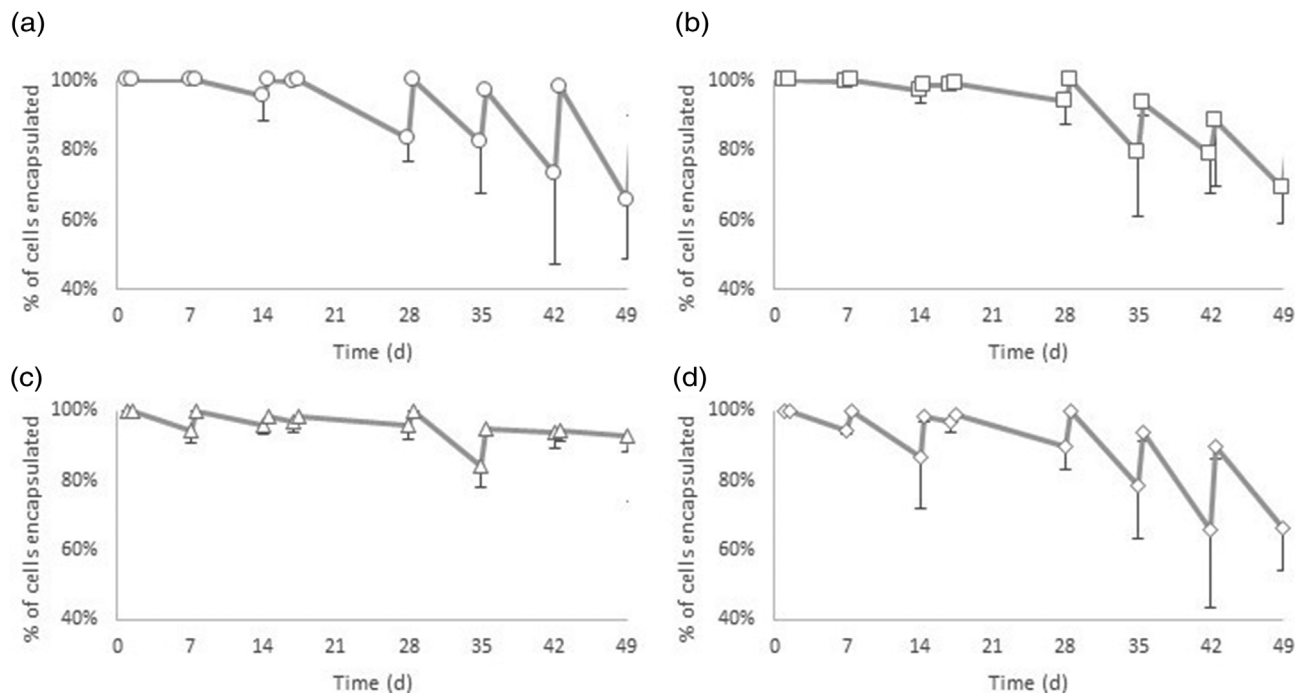 (a)
% of cells encapsulated
100%
80%
60%
40%
0 7 14 21 28 35 42 49
Time (d)
(b)
% of cells encapsulated
100%
80%
60%
40%
0 7 14 21 28 35 42 49
Time (d)
(c)
% of cells encapsulated
100%
80%
60%
40%
0 7 14 21 28 35 42 49
Time (d)
(d)
% of cells encapsulated
100%
80%
60%
40%
0 7 14 21 28 35 42 49
Time (d)